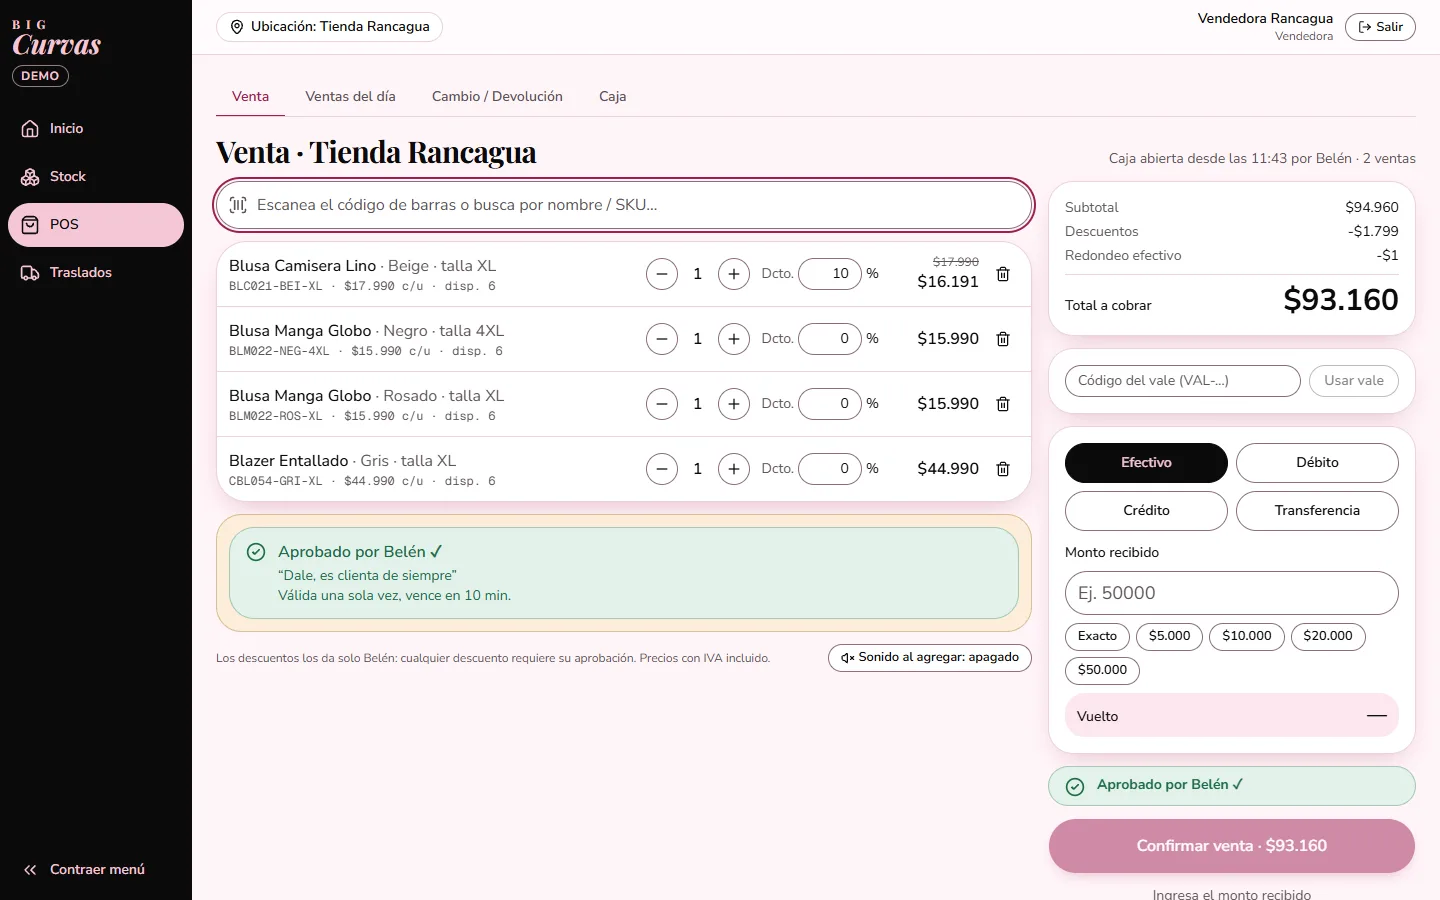 BIG
Curvas
DEMO
Inicio
Stock
POS
Traslados
Contraer menú
Ubicación: Tienda Rancagua
Vendedora Rancagua
Vendedora
Salir
Venta
Ventas del día
Cambio / Devolución
Caja
Venta · Tienda Rancagua
Caja abierta desde las 11:43 por Belén · 2 ventas
Escanea el código de barras o busca por nombre / SKU...
Blusa Camisera Lino · Beige · talla XL
BLC021-BEI-XL · $17.990 c/u · disp. 6
1
Dcto. 10 %
$17.990
$16.191
Blusa Manga Globo · Negro · talla 4XL
BLM022-NEG-4XL · $15.990 c/u · disp. 6
1
Dcto. 0 %
$15.990
Blusa Manga Globo · Rosado · talla XL
BLM022-ROS-XL · $15.990 c/u · disp. 6
1
Dcto. 0 %
$15.990
Blazer Entallado · Gris · talla XL
CBL054-GRI-XL · $44.990 c/u · disp. 6
1
Dcto. 0 %
$44.990
Aprobado por Belén ✓
“Dale, es clienta de siempre”
Válida una sola vez, vence en 10 min.
Los descuentos los da solo Belén: cualquier descuento requiere su aprobación. Precios con IVA incluido.
Sonido al agregar: apagado
Subtotal $94.960
Descuentos -$1.799
Redondeo efectivo -$1
Total a cobrar $93.160
Código del vale (VAL-...)
Usar vale
Efectivo
Débito
Crédito
Transferencia
Monto recibido
Ej. 50000
Exacto
$5.000
$10.000
$20.000
$50.000
Vuelto —
Aprobado por Belén ✓
Confirmar venta · $93.160
Ingresa el monto recibido